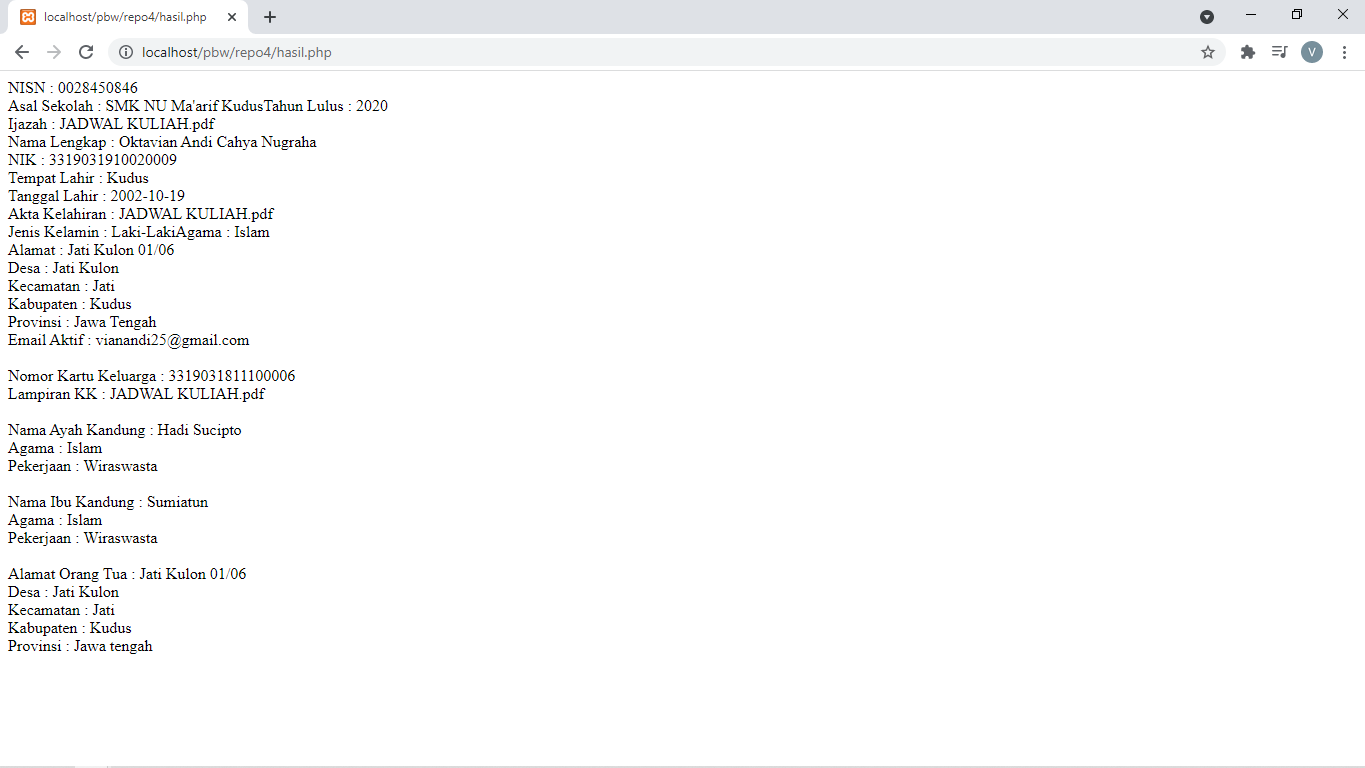 localhost/pbw/repo4/hasil.php
localhost/pbw/repo4/hasil.php
V
NISN : 0028450846
Asal Sekolah : SMK NU Ma'arif KudusTahun Lulus : 2020
Ijazah : JADWAL KULIAH.pdf
Nama Lengkap : Oktavian Andi Cahya Nugraha
NIK : 3319031910020009
Tempat Lahir : Kudus
Tanggal Lahir : 2002-10-19
Akta Kelahiran : JADWAL KULIAH.pdf
Jenis Kelamin : Laki-LakiAgama : Islam
Alamat : Jati Kulon 01/06
Desa : Jati Kulon
Kecamatan : Jati
Kabupaten : Kudus
Provinsi : Jawa Tengah
Email Aktif : vianandi25@gmail.com
Nomor Kartu Keluarga : 3319031811100006
Lampiran KK : JADWAL KULIAH.pdf
Nama Ayah Kandung : Hadi Sucipto
Agama : Islam
Pekerjaan : Wiraswasta
Nama Ibu Kandung : Sumiatun
Agama : Islam
Pekerjaan : Wiraswasta
Alamat Orang Tua : Jati Kulon 01/06
Desa : Jati Kulon
Kecamatan : Jati
Kabupaten : Kudus
Provinsi : Jawa tengah